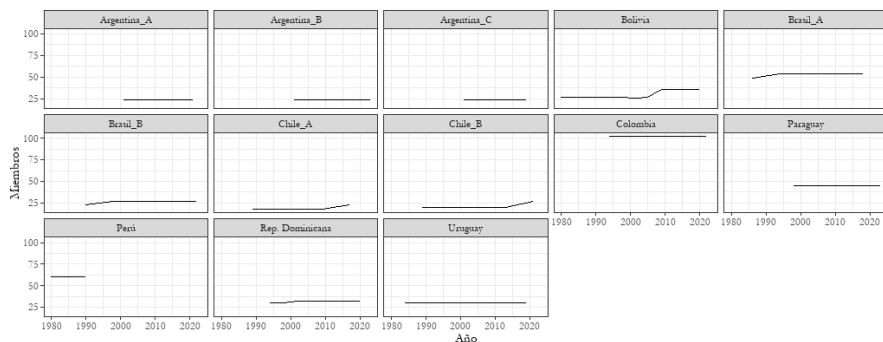 Argentina_A Argentina_B Argentina_C Bolivia Brasil_A
100
75
50
25
Brasil_B Chile_A Chile_B Colombia Paraguay
100
75
50
25
1980 1990 2000 2010 2020 1980 1990 2000 2010 2020
Perú Rep. Dominicana Uruguay
100
75
50
25
1980 1990 2000 2010 2020 1980 1990 2000 2010 2020 1980 1990 2000 2010 2020
Miembros
Año